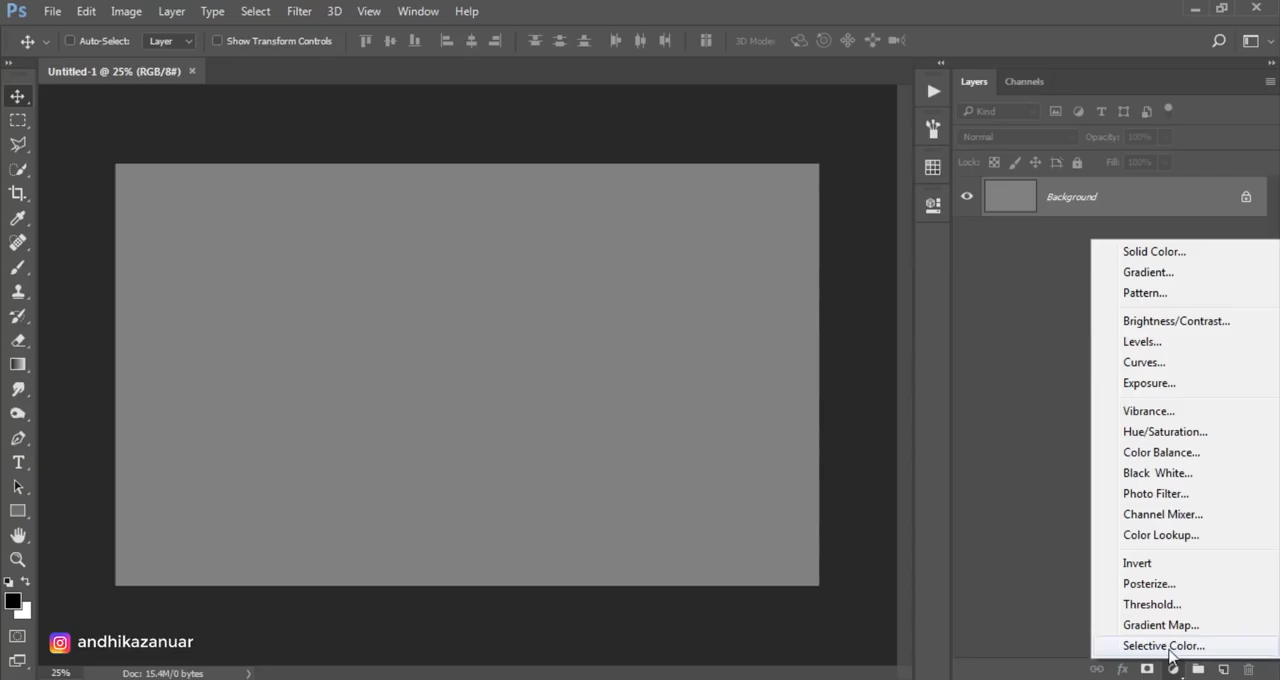 Ps File Edit Image Layer Type Select Filter 3D View Window Help
Auto-Select: Layer Show Transform Controls 3D Mode:
Untitled-1 @ 25% (RGB/8#) ×
Layers Channels
Kind
Normal Opacity: 100%
Lock: Fill: 100%
Background
Solid Color...
Gradient...
Pattern...
Brightness/Contrast...
Levels...
Curves...
Exposure...
Vibrance...
Hue/Saturation...
Color Balance...
Black White...
Photo Filter...
Channel Mixer...
Color Lookup...
Invert
Posterize...
Threshold...
Gradient Map...
Selective Color...
andhikazanuar
25% Doc: 15.4M/0 bytes
fx